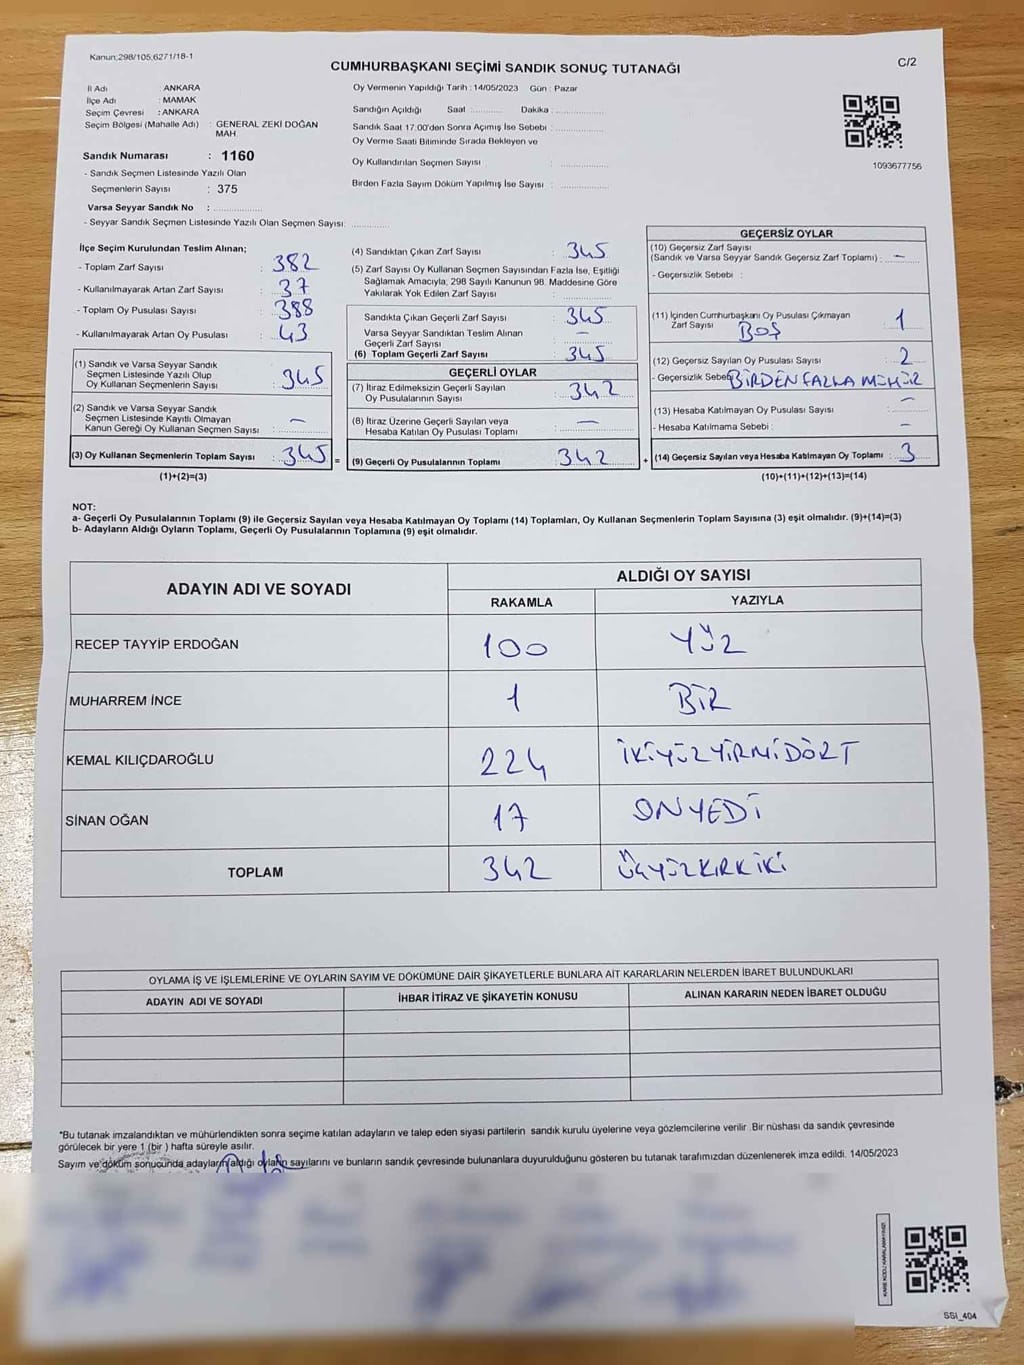 Kanun;298/105;6271/18-1
C/2
CUMHURBAŞKANI SEÇİMİ SANDIK SONUÇ TUTANAĞI
İl Adı : ANKARA
İlçe Adı : MAMAK
Seçim Çevresi : ANKARA
Seçim Bölgesi (Mahalle Adı) : GENERAL ZEKİ DOĞAN
MAH.
Sandık Numarası : 1160
- Sandık Seçmen Listesinde Yazılı Olan
Seçmenlerin Sayısı : 375
Varsa Seyyar Sandık No : ..............
- Seyyar Sandık Seçmen Listesinde Yazılı Olan Seçmen Sayısı: ............
Oy Vermenin Yapıldığı Tarih : 14/05/2023 Gün : Pazar
Sandığın Açıldığı Saat :........... Dakika :................
Sandık Saat 17:00'den Sonra Açımış İse Sebebi :................
Oy Verme Saati Bitiminde Sırada Bekleyen ve
Oy Kullandırılan Seçmen Sayısı : ................
Birden Fazla Sayım Döküm Yapılmış İse Sayısı : ................
1093677756
İlçe Seçim Kurulundan Teslim Alınan;
- Toplam Zarf Sayısı : 382
- Kullanılmayarak Artan Zarf Sayısı : 37
- Toplam Oy Pusulası Sayısı : 388
- Kullanılmayarak Artan Oy Pusulası : 43
(1) Sandık ve Varsa Seyyar Sandık
Seçmen Listesinde Yazılı Olup
Oy Kullanan Seçmenlerin Sayısı : 345
(2) Sandık ve Varsa Seyyar Sandık
Seçmen Listesinde Kayıtlı Olmayan
Kanun Gereği Oy Kullanan Seçmen Sayısı : —
(3) Oy Kullanan Seçmenlerin Toplam Sayısı : 345 =
(1)+(2)=(3)
(4) Sandıktan Çıkan Zarf Sayısı : 345
(5) Zarf Sayısı Oy Kullanan Seçmen Sayısından Fazla İse, Eşitliği
Sağlamak Amacıyla, 298 Sayılı Kanunun 98. Maddesine Göre
Yakılarak Yok Edilen Zarf Sayısı : ................
Sandıkta Çıkan Geçerli Zarf Sayısı : 345
Varsa Seyyar Sandıktan Teslim Alınan
Geçerli Zarf Sayısı : —
(6) Toplam Geçerli Zarf Sayısı : 345
GEÇERLİ OYLAR
(7) İtiraz Edilmeksizin Geçerli Sayılan
Oy Pusulalarının Sayısı : 342
(8) İtiraz Üzerine Geçerli Sayılan veya
Hesaba Katılan Oy Pusulası Toplamı : —
(9) Geçerli Oy Pusulalarının Toplamı : 342 +
GEÇERSİZ OYLAR
(10) Geçersiz Zarf Sayısı
(Sandık ve Varsa Seyyar Sandık Geçersiz Zarf Toplamı) : —
- Geçersizlik Sebebi :
(11) İçinden Cumhurbaşkanı Oy Pusulası Çıkmayan
Zarf Sayısı : 1
BOŞ
(12) Geçersiz Sayılan Oy Pusulası Sayısı : 2
- Geçersizlik Sebebi BİRDEN FAZLA MÜHÜR
(13) Hesaba Katılmayan Oy Pusulası Sayısı : —
- Hesaba Katılmama Sebebi : —
(14) Geçersiz Sayılan veya Hesaba Katılmayan Oy Toplamı : 3
(10)+(11)+(12)+(13)=(14)
NOT:
a- Geçerli Oy Pusulalarının Toplamı (9) ile Geçersiz Sayılan veya Hesaba Katılmayan Oy Toplamı (14) Toplamları, Oy Kullanan Seçmenlerin Toplam Sayısına (3) eşit olmalıdır. (9)+(14)=(3)
b- Adayların Aldığı Oyların Toplamı, Geçerli Oy Pusulalarının Toplamına (9) eşit olmalıdır.
ADAYIN ADI VE SOYADI
ALDIĞI OY SAYISI
RAKAMLA YAZIYLA
RECEP TAYYİP ERDOĞAN 100 YÜZ
MUHARREM İNCE 1 BİR
KEMAL KILIÇDAROĞLU 224 İKİYÜZYİRMİDÖRT
SİNAN OĞAN 17 ONYEDİ
TOPLAM 342 ÜÇYÜZKIRKİKİ
OYLAMA İŞ VE İŞLEMLERİNE VE OYLARIN SAYIM VE DÖKÜMÜNE DAİR ŞİKAYETLERLE BUNLARA AİT KARARLARIN NELERDEN İBARET BULUNDUKLARI
ADAYIN ADI VE SOYADI İHBAR İTİRAZ VE ŞİKAYETİN KONUSU ALINAN KARARIN NEDEN İBARET OLDUĞU
*Bu tutanak imzalandıktan ve mühürlendikten sonra seçime katılan adayların ve talep eden siyasi partilerin sandık kurulu üyelerine veya gözlemcilerine verilir .Bir nüshası da sandık çevresinde
görülecek bir yere 1 (bir ) hafta süreyle asılır.
Sayım ve döküm sonucunda adayların aldığı oyların sayılarını ve bunların sandık çevresinde bulunanlara duyurulduğunu gösteren bu tutanak tarafımızdan düzenlenerek imza edildi. 14/05/2023
KARE KODU KARALAMAYINIZ!
SSI_404